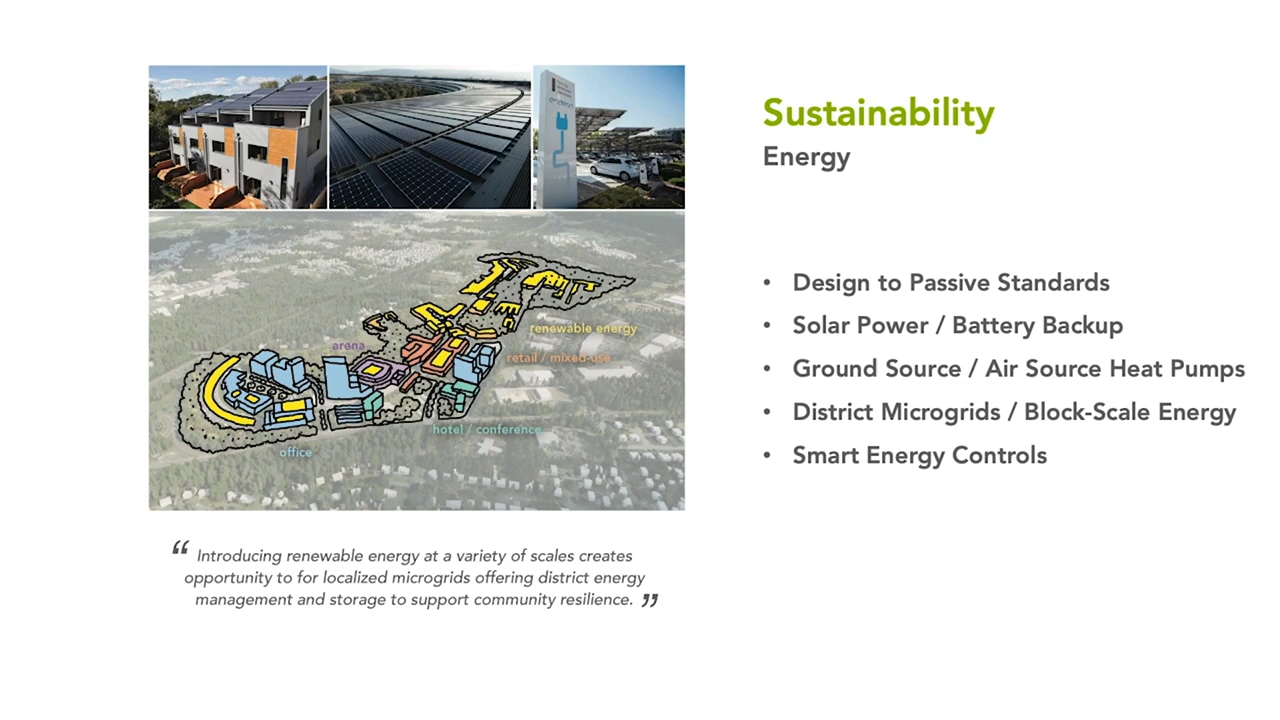 Sustainability
Energy
renewable energy
arena
retail / mixed-use
hotel / conference
office
• Design to Passive Standards
• Solar Power / Battery Backup
• Ground Source / Air Source Heat Pumps
• District Microgrids / Block-Scale Energy
• Smart Energy Controls
“ Introducing renewable energy at a variety of scales creates
opportunity to for localized microgrids offering district energy
management and storage to support community resilience. ”